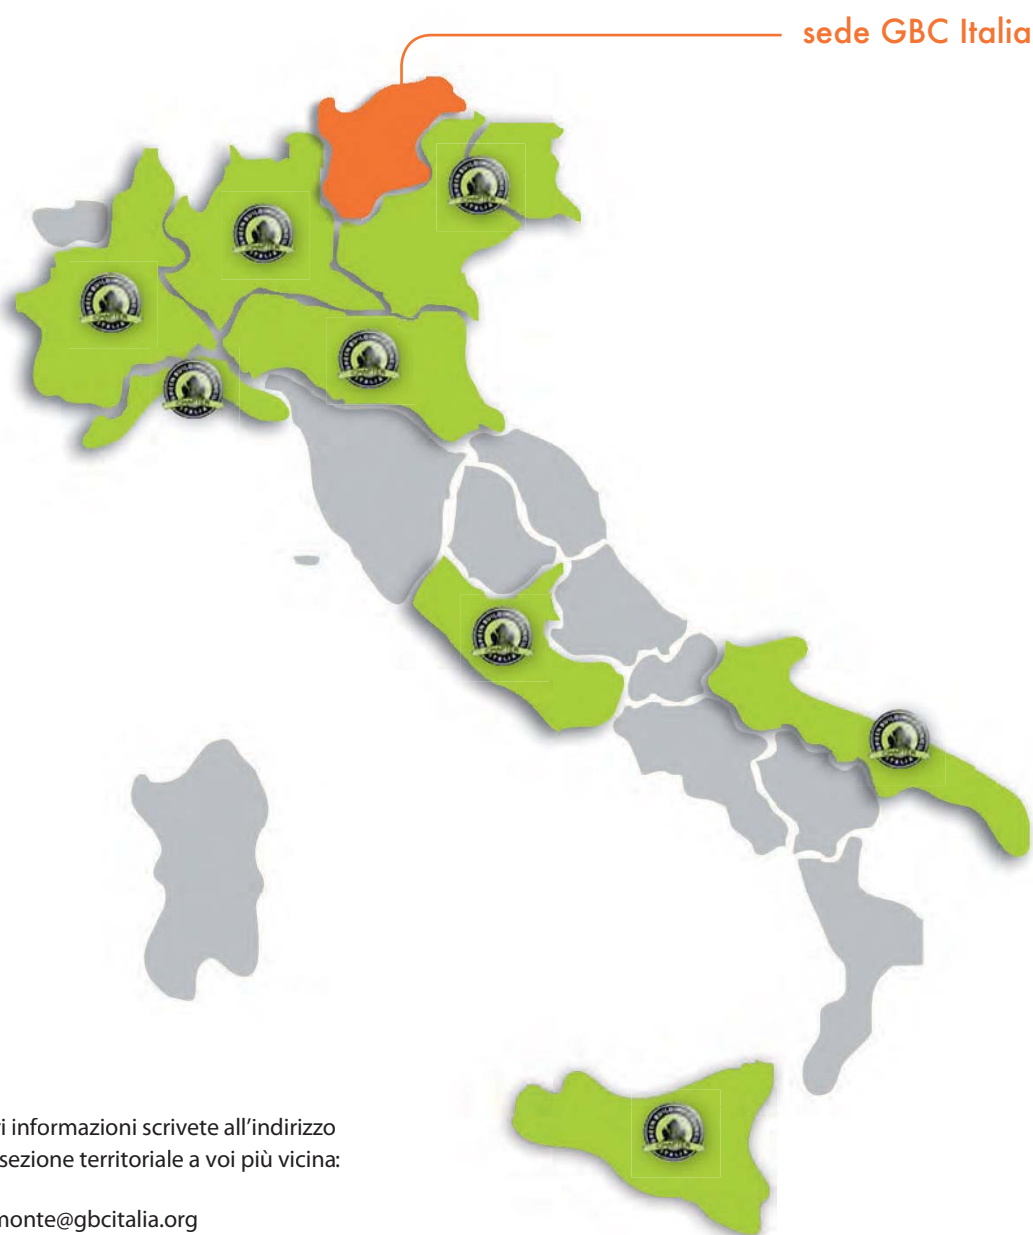 sede GBC Italia
i informazioni scrivete all’indirizzo
sezione territoriale a voi più vicina:
monte@gbcitalia.org